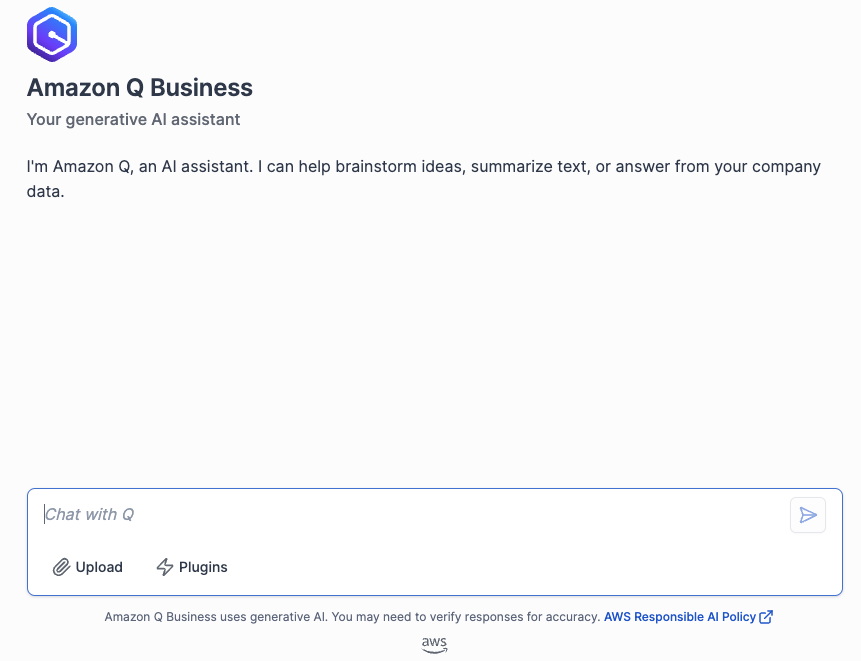 Amazon Q Business
Your generative AI assistant
I'm Amazon Q, an AI assistant. I can help brainstorm ideas, summarize text, or answer from your company
data.
Chat with Q
Upload
Plugins
Amazon Q Business uses generative AI. You may need to verify responses for accuracy. AWS Responsible AI Policy
aws